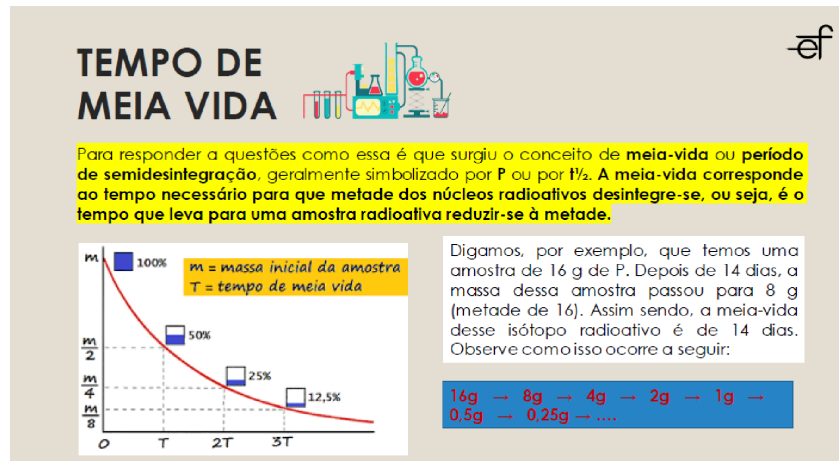 ef
TEMPO DE
MEIA VIDA
Para responder a questões como essa é que surgiu o conceito de meia-vida ou período
de semidesintegração, geralmente simbolizado por P ou por t½. A meia-vida corresponde
ao tempo necessário para que metade dos núcleos radioativos desintegre-se, ou seja, é o
tempo que leva para uma amostra radioativa reduzir-se à metade.
m
100%
m = massa inicial da amostra
T = tempo de meia vida
m/2
50%
m/4
25%
m/8
12,5%
0 T 2T 3T
Digamos, por exemplo, que temos uma
amostra de 16 g de P. Depois de 14 dias, a
massa dessa amostra passou para 8 g
(metade de 16). Assim sendo, a meia-vida
desse isótopo radioativo é de 14 dias.
Observe como isso ocorre a seguir:
16g → 8g → 4g → 2g → 1g →
0,5g → 0,25g → ....